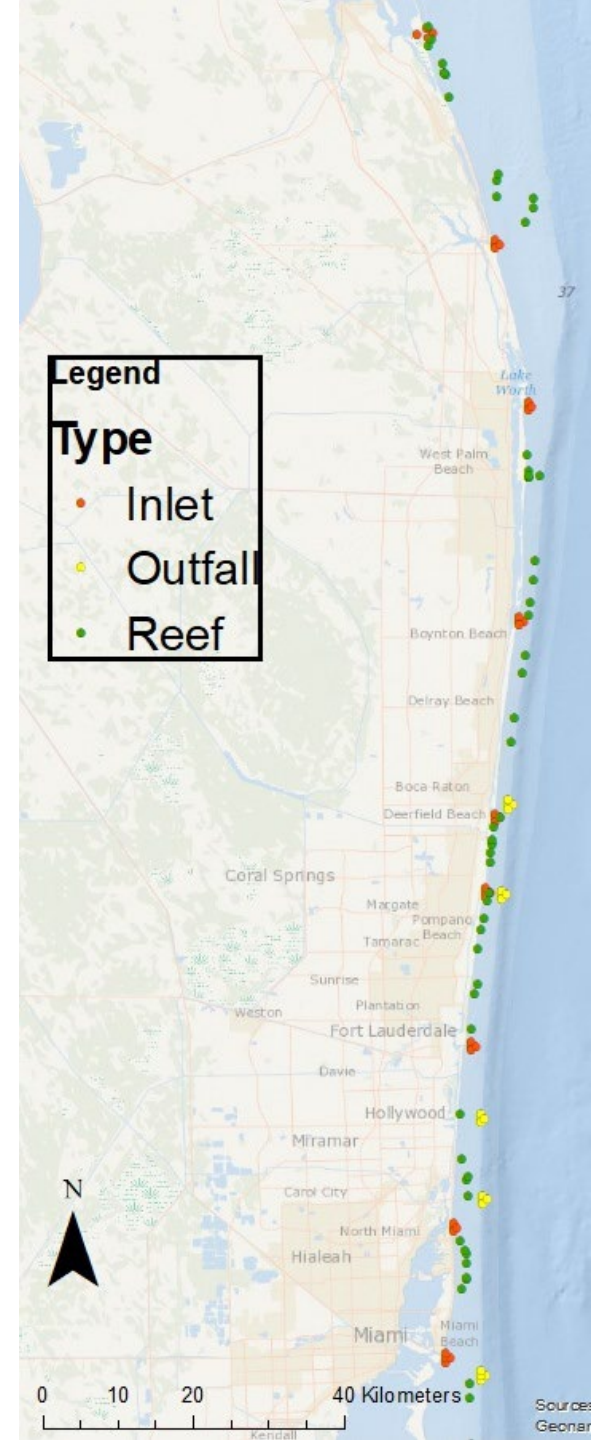 37
Legend
Type
Inlet
Outfall
Reef
Lake
Worth
West Palm
Beach
Boynton Beach
Delray Beach
Boca Raton
Deerfield Beach
Coral Springs
Margate
Pompano
Beach
Tamarac
Sunrise
Plantation
Weston
Fort Lauderdale
Davie
Hollywood
Miramar
Carol City
N
North Miami
Hialeah
Miami
Miami
Beach
0 10 20 40 Kilometers
Sources
Geonar
Kendall